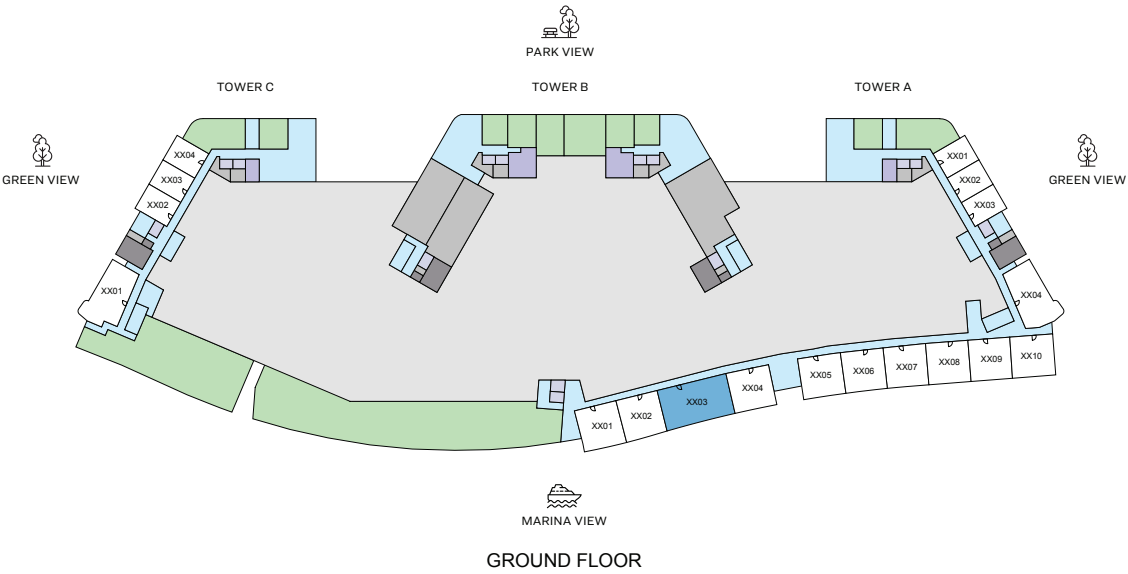 PARK VIEW
TOWER C
TOWER B
TOWER A
GREEN VIEW
GREEN VIEW
XX04
XX03
XX02
XX01
XX01
XX02
XX03
XX04
XX01
XX02
XX03
XX04
XX05
XX06
XX07
XX08
XX09
XX10
MARINA VIEW
GROUND FLOOR